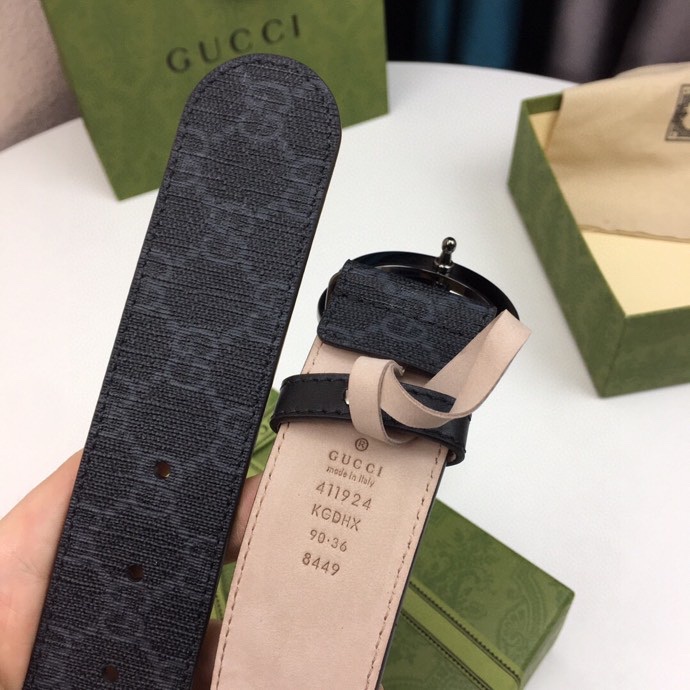 GUCCI
®
GUCCI
made in Italy
411924
KGDHX
90·36
8449